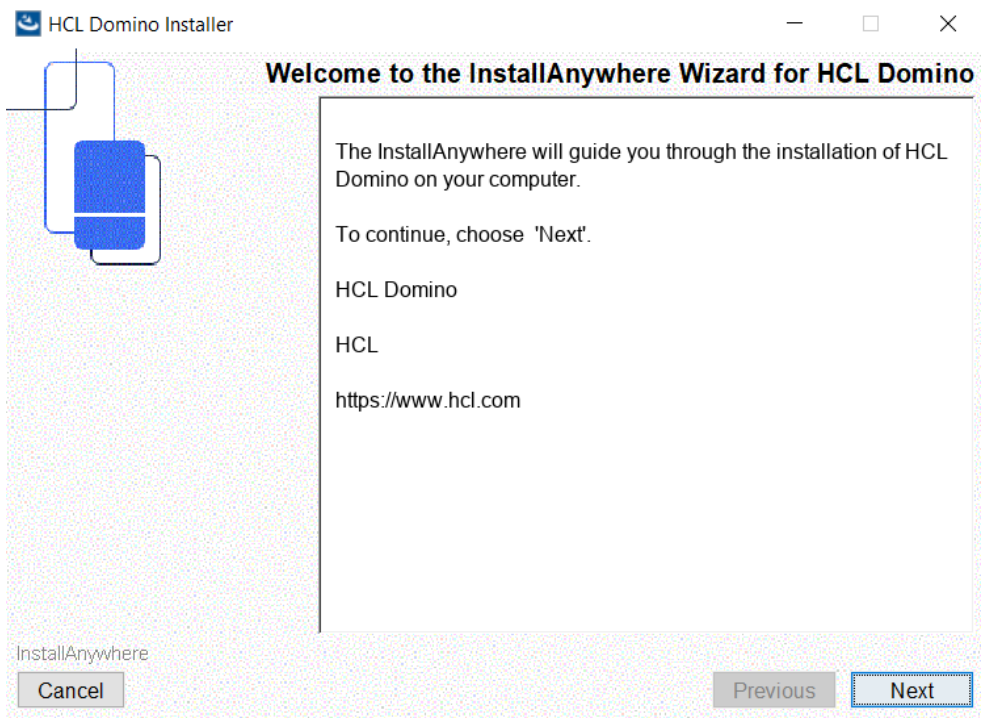 HCL Domino Installer
Welcome to the InstallAnywhere Wizard for HCL Domino
The InstallAnywhere will guide you through the installation of HCL
Domino on your computer.
To continue, choose  'Next'.
HCL Domino
HCL
https://www.hcl.com
InstallAnywhere
Cancel
Previous
Next